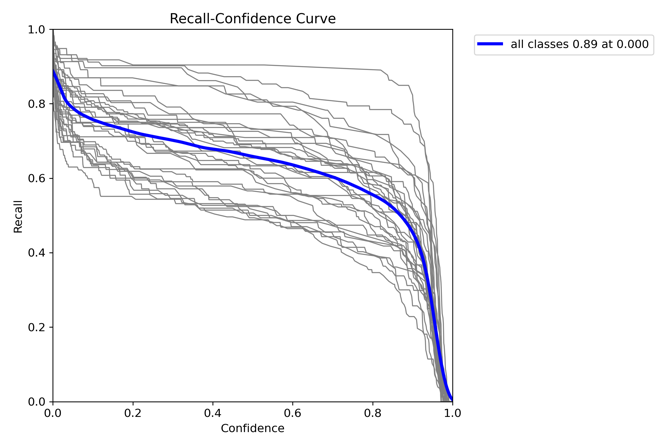 Recall-Confidence Curve
all classes 0.89 at 0.000
1.0
0.8
0.6
0.4
0.2
0.0
Recall
0.0 0.2 0.4 0.6 0.8 1.0
Confidence